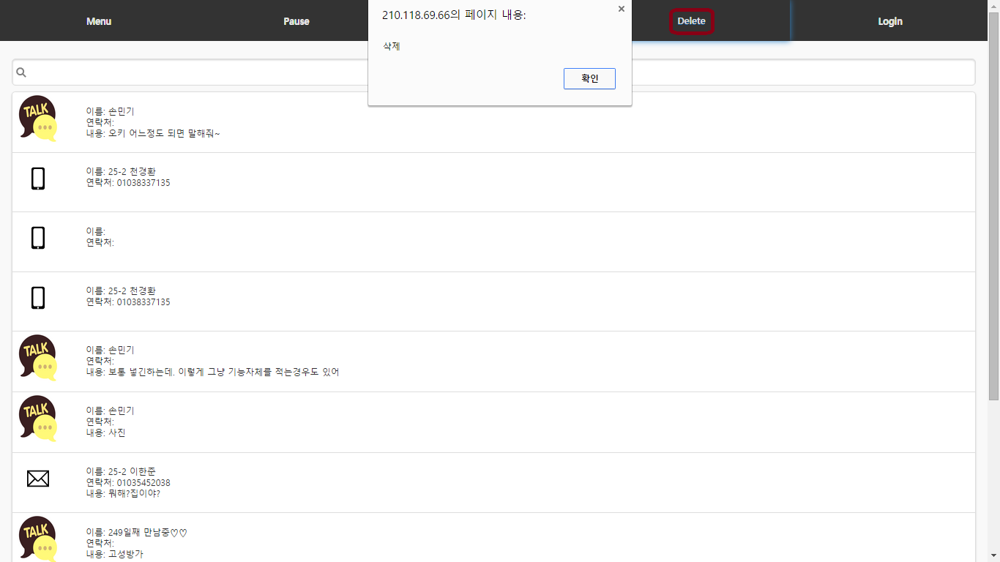 Menu
Pause
210.118.69.66의 페이지 내용:
삭제
확인
Delete
Login
TALK
이름: 손민기
연락처:
내용: 오키 어느정도 되면 말해줘~
이름: 25-2 천경환
연락처: 01038337135
이름:
연락처:
이름: 25-2 천경환
연락처: 01038337135
TALK
이름: 손민기
연락처:
내용: 보통 넣긴하는데. 이렇게 그냥 기능자체를 적는경우도 있어
TALK
이름: 손민기
연락처:
내용: 사진
이름: 25-2 이한준
연락처: 01035452038
내용: 뭐해?집이야?
TALK
이름: 249일째 만남중♡♡
연락처:
내용: 고성방가